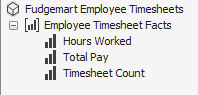 Fudgemart Employee Timesheets
Employee Timesheet Facts
Hours Worked
Total Pay
Timesheet Count